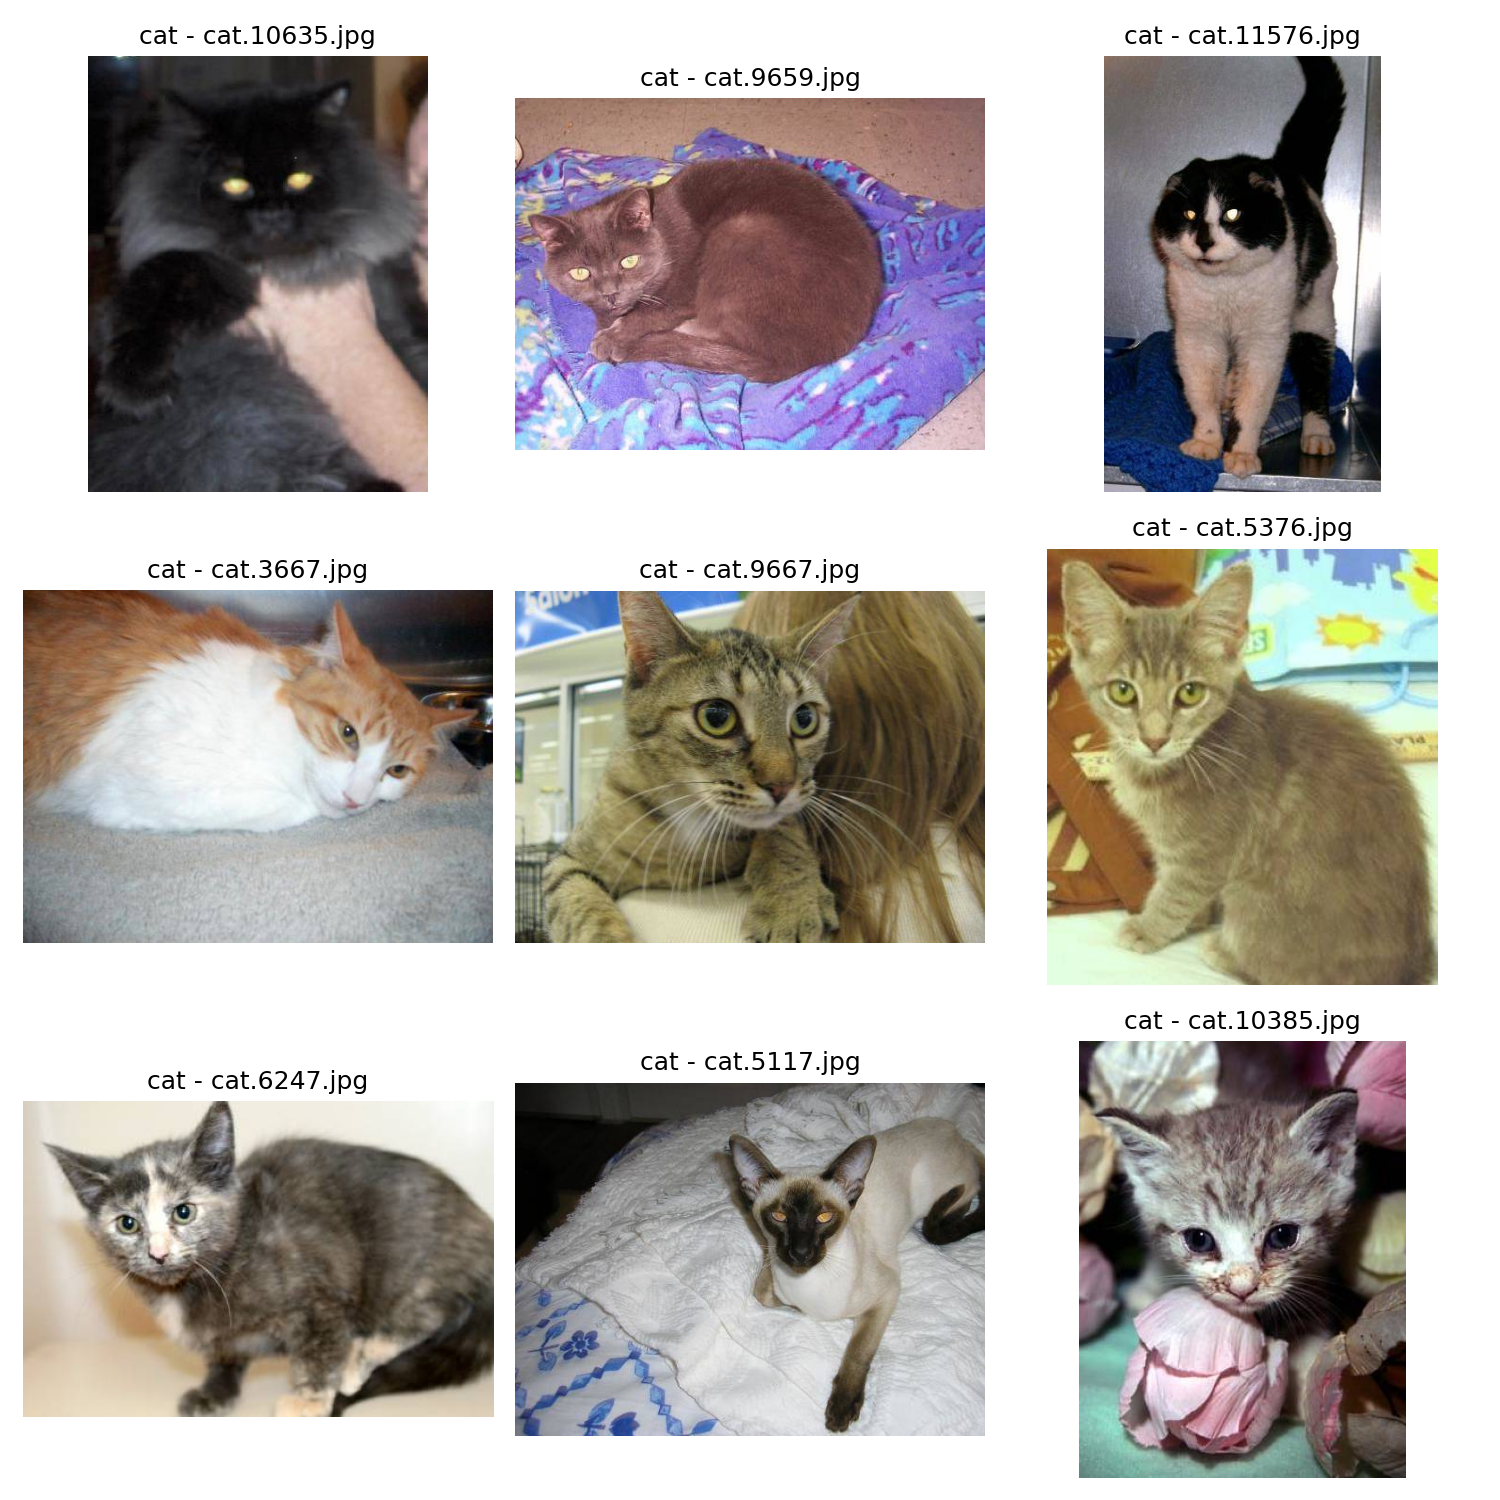 cat - cat.10635.jpg
cat - cat.9659.jpg
cat - cat.11576.jpg
cat - cat.3667.jpg
cat - cat.9667.jpg
Salon
cat - cat.5376.jpg
cat - cat.6247.jpg
cat - cat.5117.jpg
cat - cat.10385.jpg